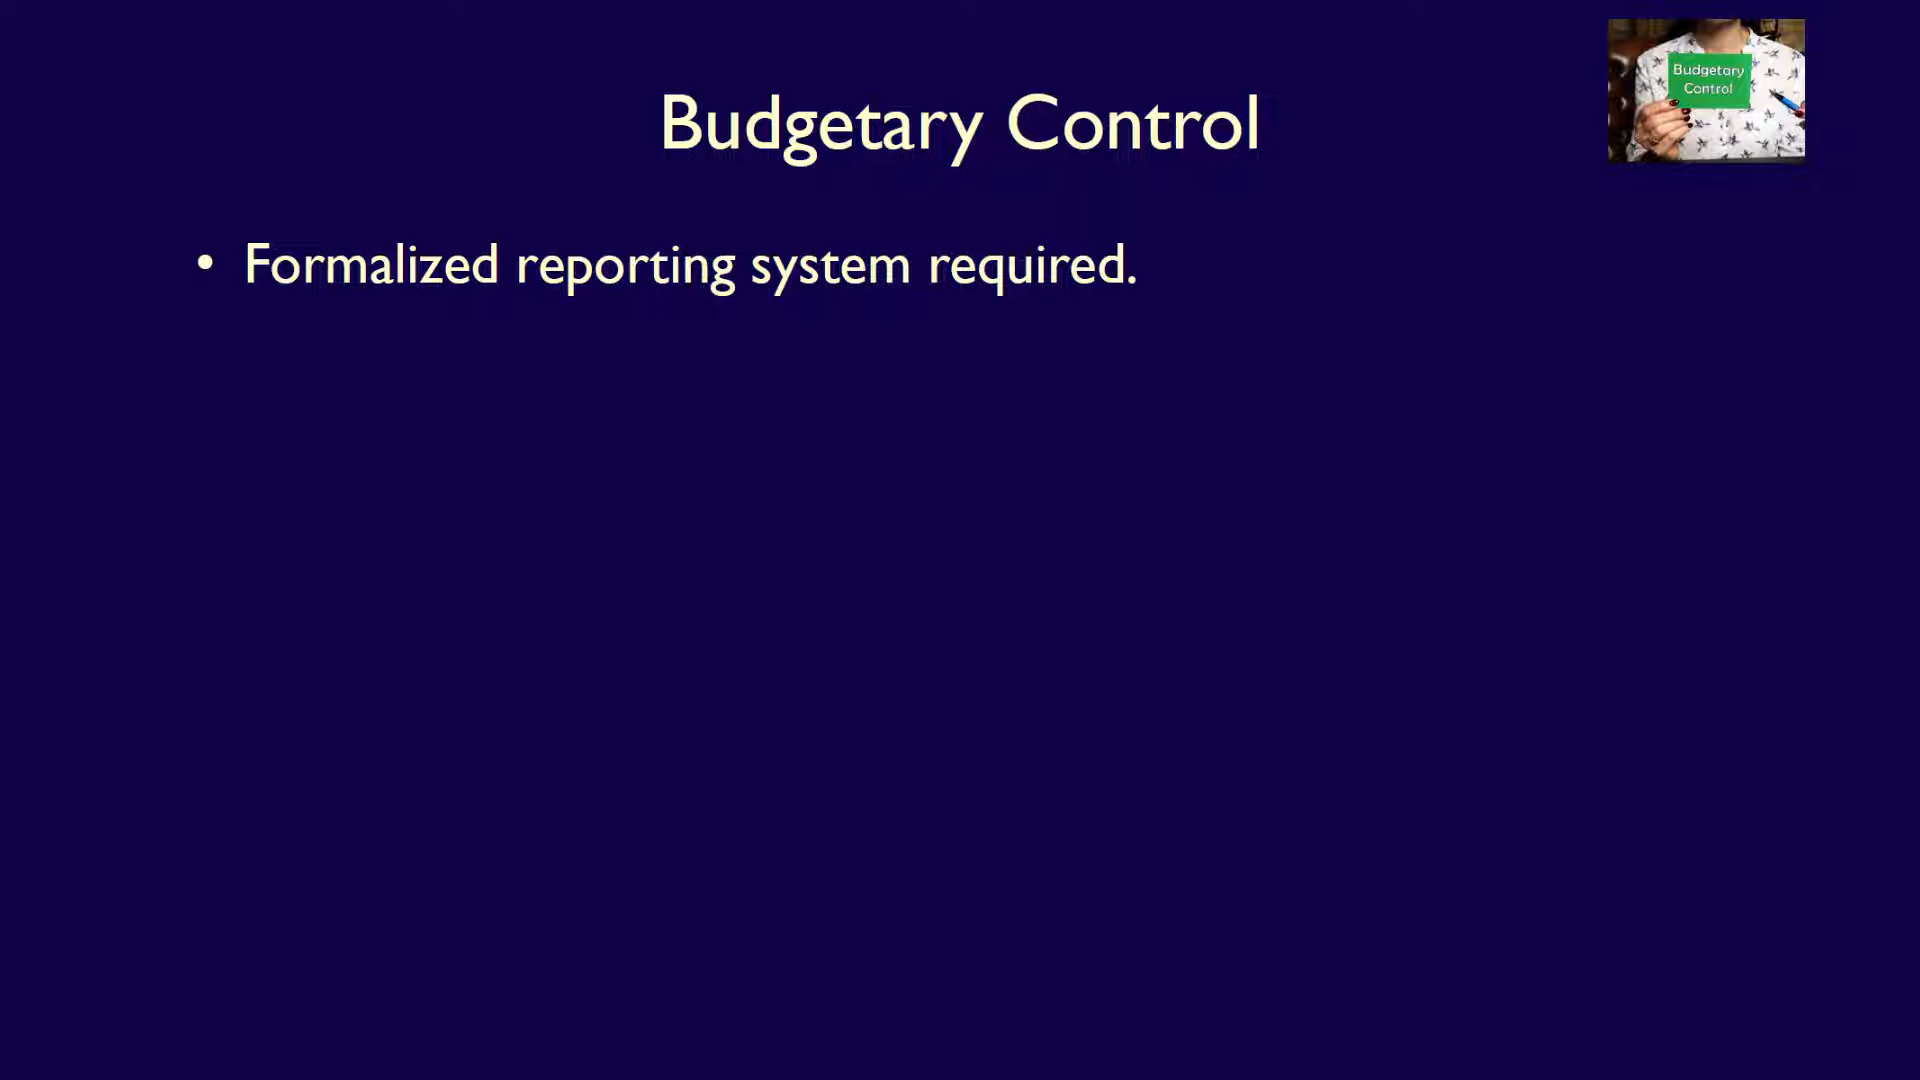 Budgetary
Control
Budgetary Control
• Formalized reporting system required.